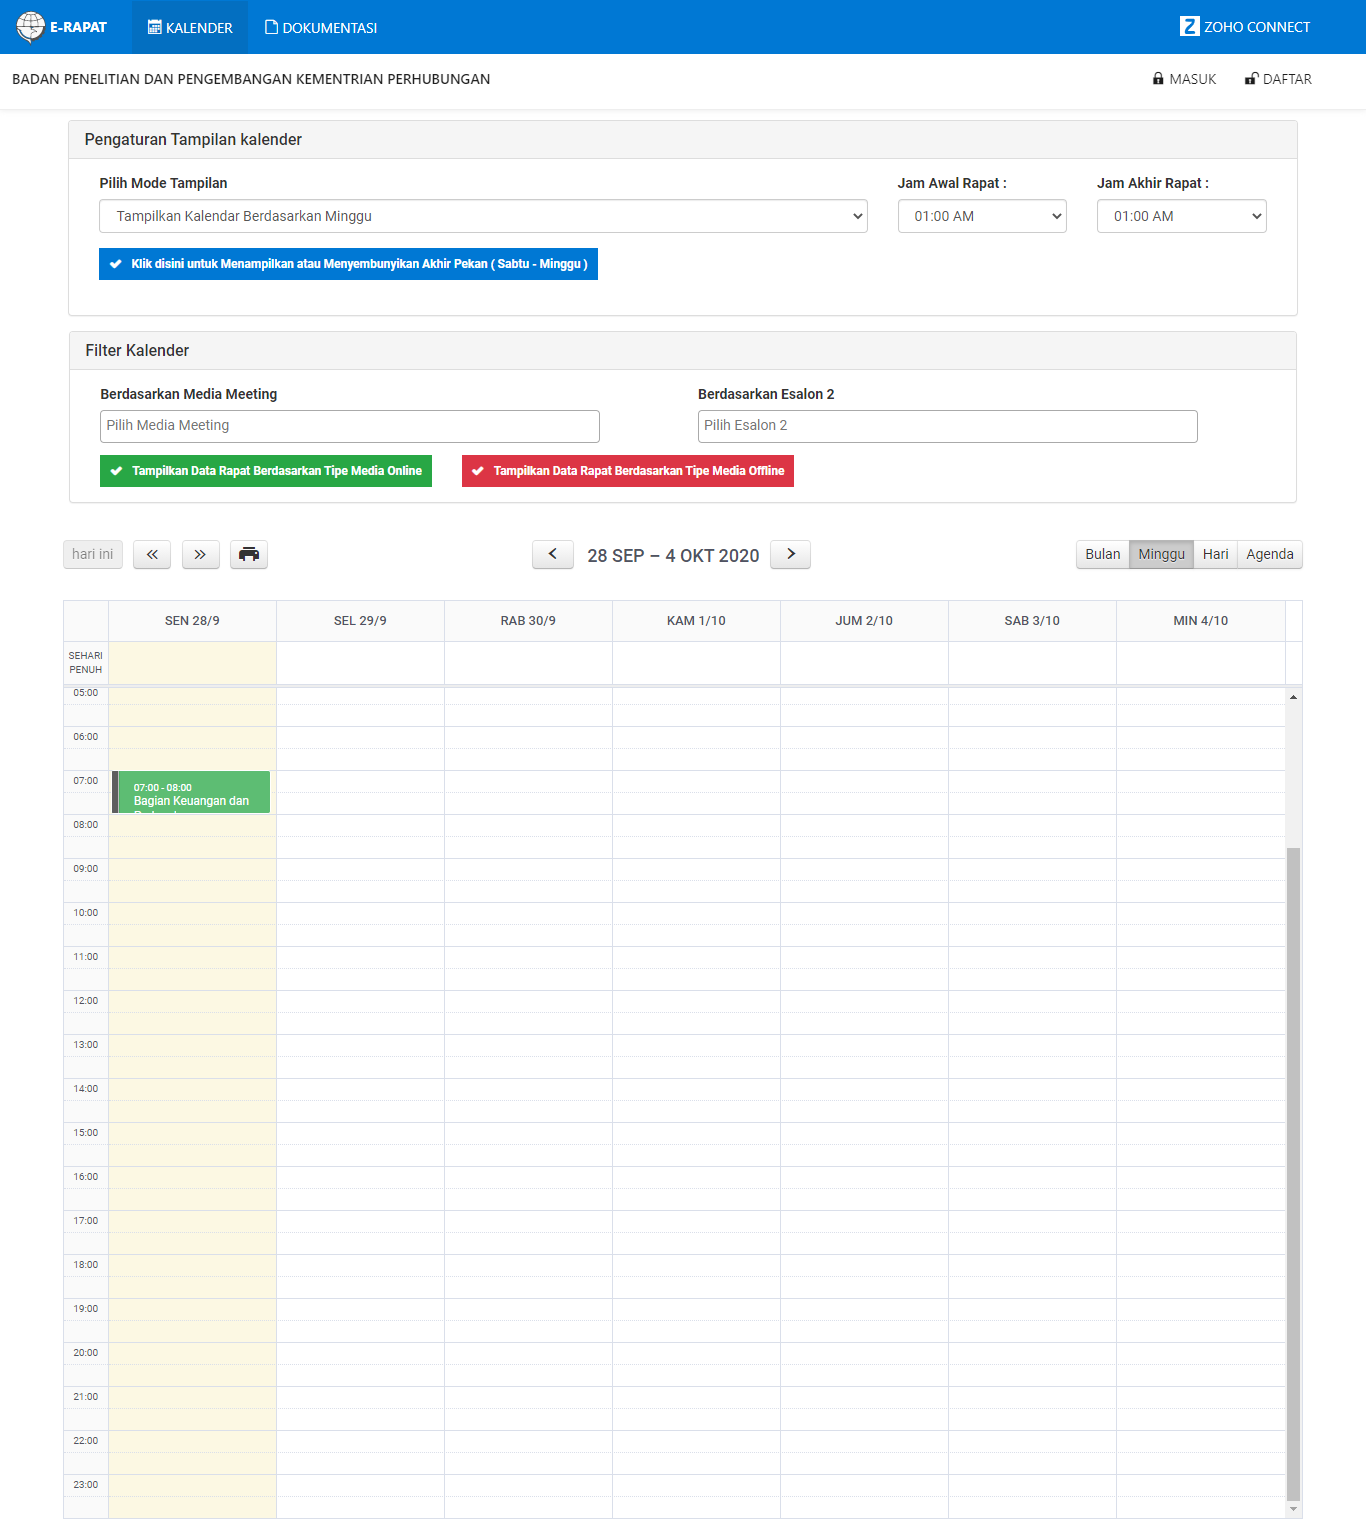 E-RAPAT
KALENDER
DOKUMENTASI
ZOHO CONNECT
BADAN PENELITIAN DAN PENGEMBANGAN KEMENTRIAN PERHUBUNGAN
MASUK
DAFTAR
Pengaturan Tampilan kalender
Pilih Mode Tampilan
Jam Awal Rapat :
Jam Akhir Rapat :
Tampilkan Kalendar Berdasarkan Minggu
01:00 AM
01:00 AM
Klik disini untuk Menampilkan atau Menyembunyikan Akhir Pekan ( Sabtu - Minggu )
Filter Kalender
Berdasarkan Media Meeting
Berdasarkan Esalon 2
Pilih Media Meeting
Pilih Esalon 2
Tampilkan Data Rapat Berdasarkan Tipe Media Online
Tampilkan Data Rapat Berdasarkan Tipe Media Offline
hari ini
28 SEP – 4 OKT 2020
Bulan
Minggu
Hari
Agenda
SEN 28/9
SEL 29/9
RAB 30/9
KAM 1/10
JUM 2/10
SAB 3/10
MIN 4/10
SEHARI
PENUH
05:00
06:00
07:00
07:00 - 08:00
Bagian Keuangan dan
08:00
09:00
10:00
11:00
12:00
13:00
14:00
15:00
16:00
17:00
18:00
19:00
20:00
21:00
22:00
23:00